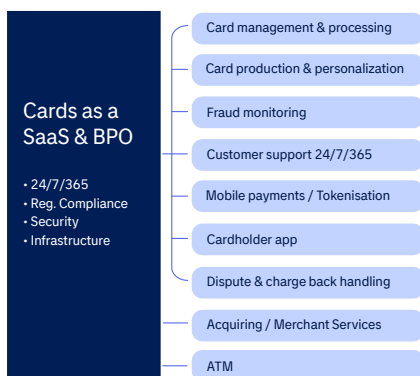 Cards as a
SaaS & BPO
• 24/7/365
• Reg. Compliance
• Security
• Infrastructure
Card management & processing
Card production & personalization
Fraud monitoring
Customer support 24/7/365
Mobile payments / Tokenisation
Cardholder app
Dispute & charge back handling
Acquiring / Merchant Services
ATM